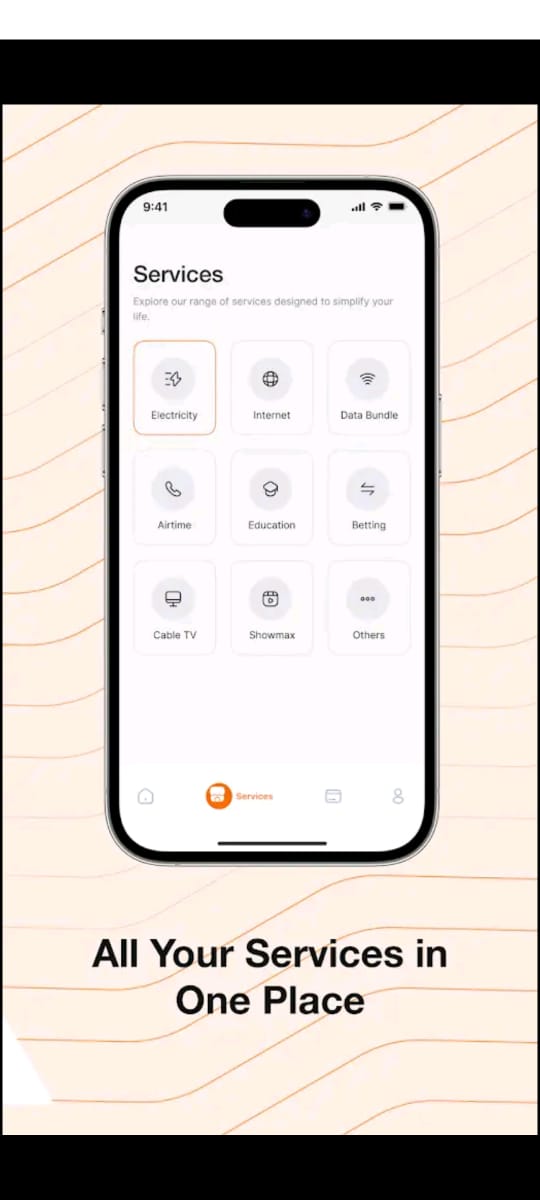 9:41
Services
Explore our range of services designed to simplify your
life.
Electricity
Internet
Data Bundle
Airtime
Education
Betting
Cable TV
Showmax
Others
Services
All Your Services in
One Place